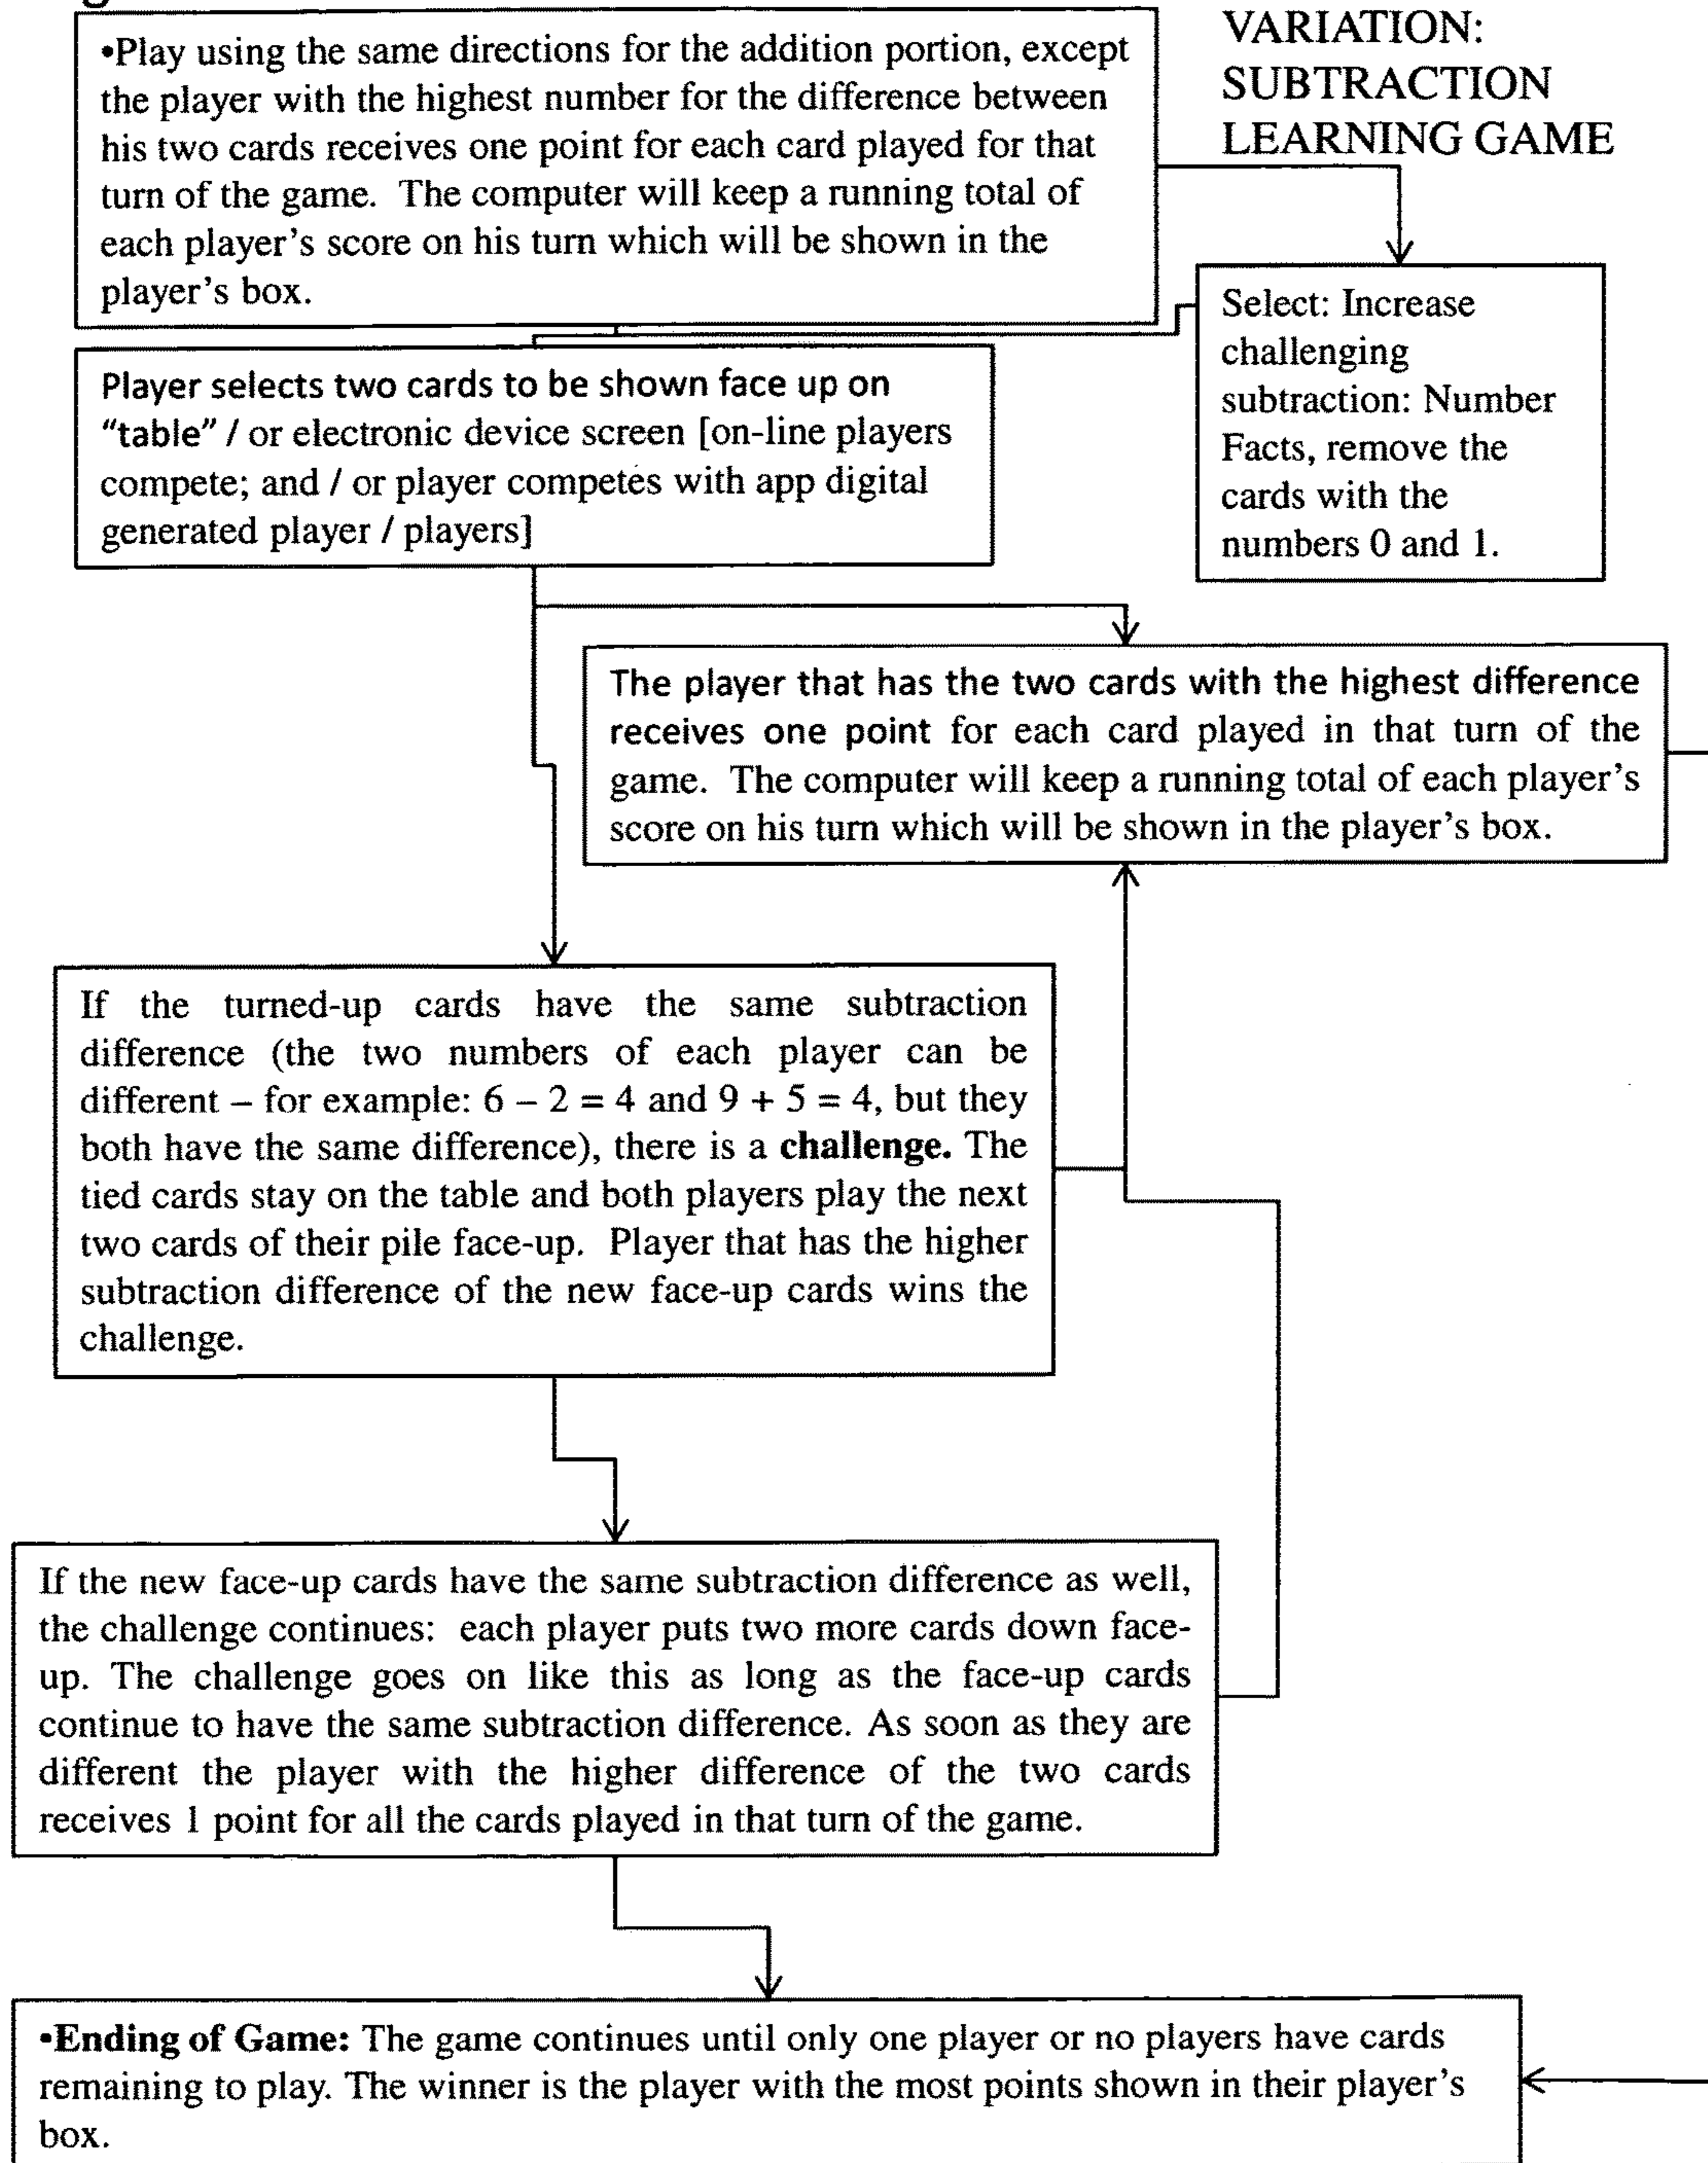 VARIATION:
SUBTRACTION
LEARNING GAME
•Play using the same directions for the addition portion, except
the player with the highest number for the difference between
his two cards receives one point for each card played for that
turn of the game. The computer will keep a running total of
each player's score on his turn which will be shown in the
player's box.
Select: Increase
challenging
subtraction: Number
Facts, remove the
cards with the
numbers 0 and 1.
Player selects two cards to be shown face up on
“table” / or electronic device screen [on-line players
compete; and / or player competes with app digital
generated player / players]
The player that has the two cards with the highest difference
receives one point for each card played in that turn of the
game. The computer will keep a running total of each player's
score on his turn which will be shown in the player's box.
If the turned-up cards have the same subtraction
difference (the two numbers of each player can be
different – for example: 6 – 2 = 4 and 9 + 5 = 4, but they
both have the same difference), there is a challenge. The
tied cards stay on the table and both players play the next
two cards of their pile face-up. Player that has the higher
subtraction difference of the new face-up cards wins the
challenge.
If the new face-up cards have the same subtraction difference as well,
the challenge continues: each player puts two more cards down face-
up. The challenge goes on like this as long as the face-up cards
continue to have the same subtraction difference. As soon as they are
different the player with the higher difference of the two cards
receives 1 point for all the cards played in that turn of the game.
•Ending of Game: The game continues until only one player or no players have cards
remaining to play. The winner is the player with the most points shown in their player's
box.